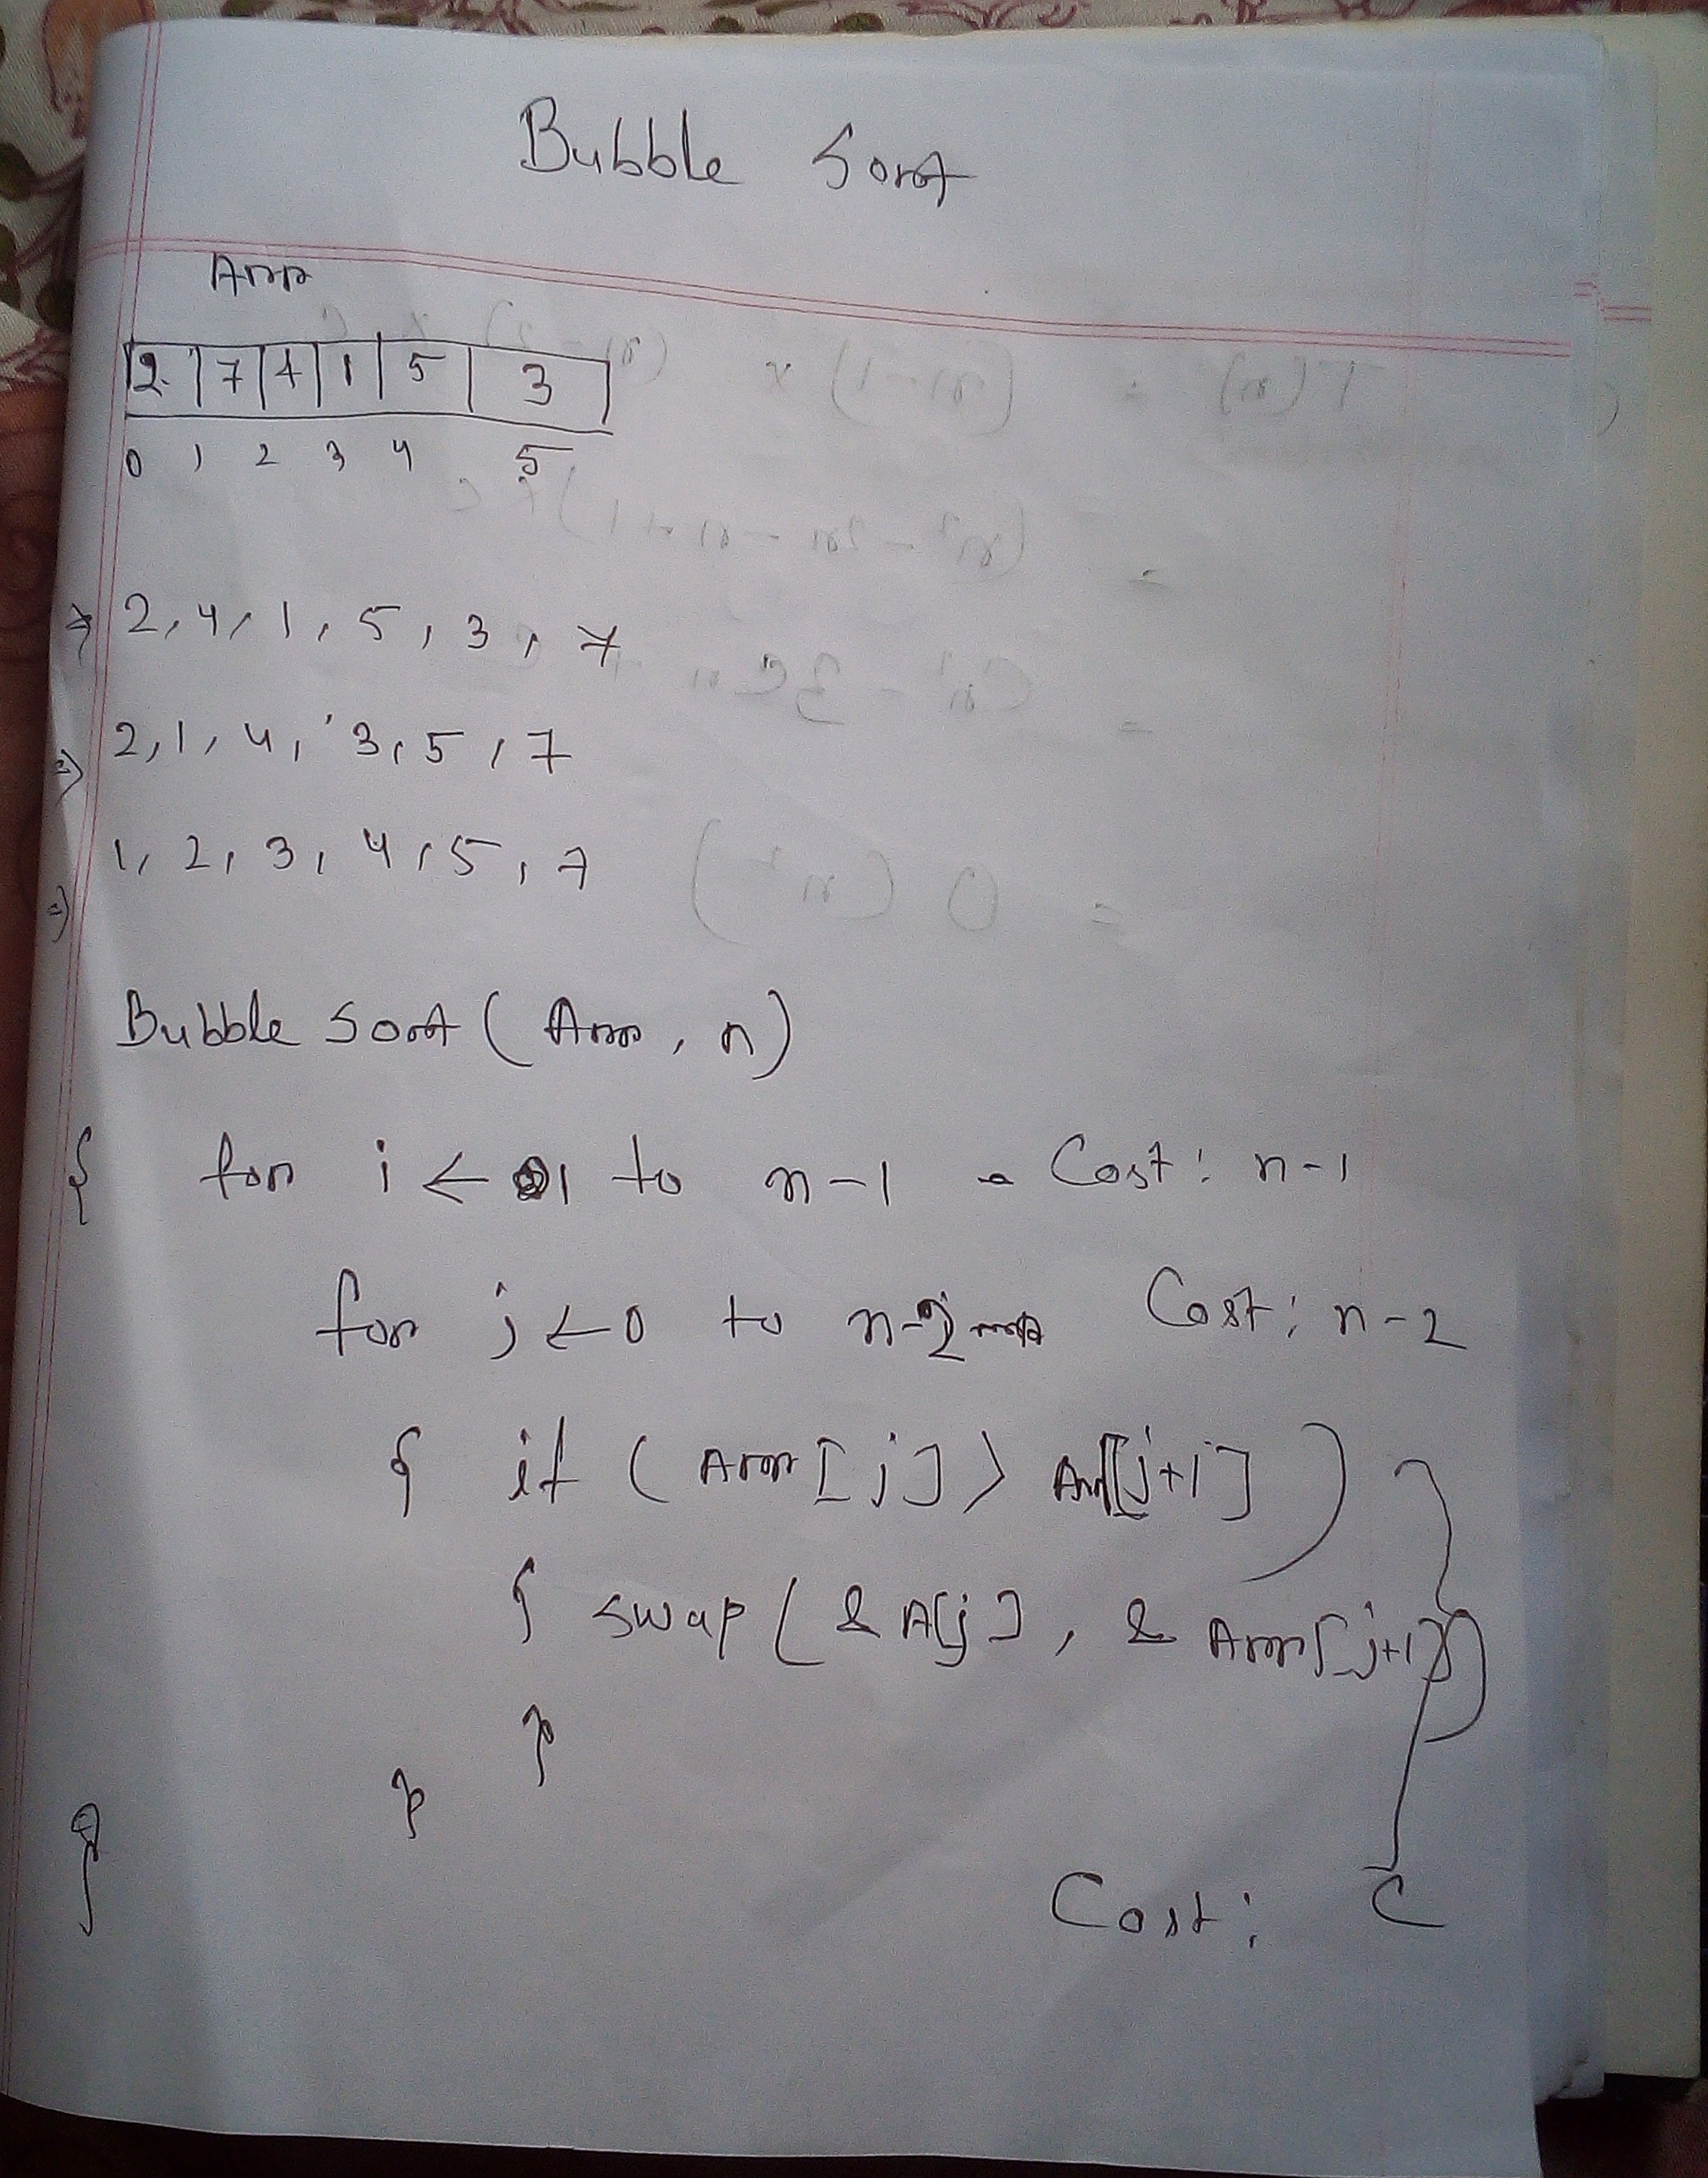 Bubble Sort
Arr
2 7 4 1 5 3
0 1 2 3 4 5
⇒ 2, 4, 1, 5, 3, 7
⇒ 2, 1, 4, 3, 5, 7
⇒ 1, 2, 3, 4, 5, 7
Bubble Sort ( Arr, n)
{ for i ← 1 to n-1 - Cost: n-1
for j ← 0 to n-2 Cost: n-2
{ if ( Arr[j] > Arr[j+1] )
{ swap ( & A[j], & Arr[j+1])
}
}
}
Cost: C